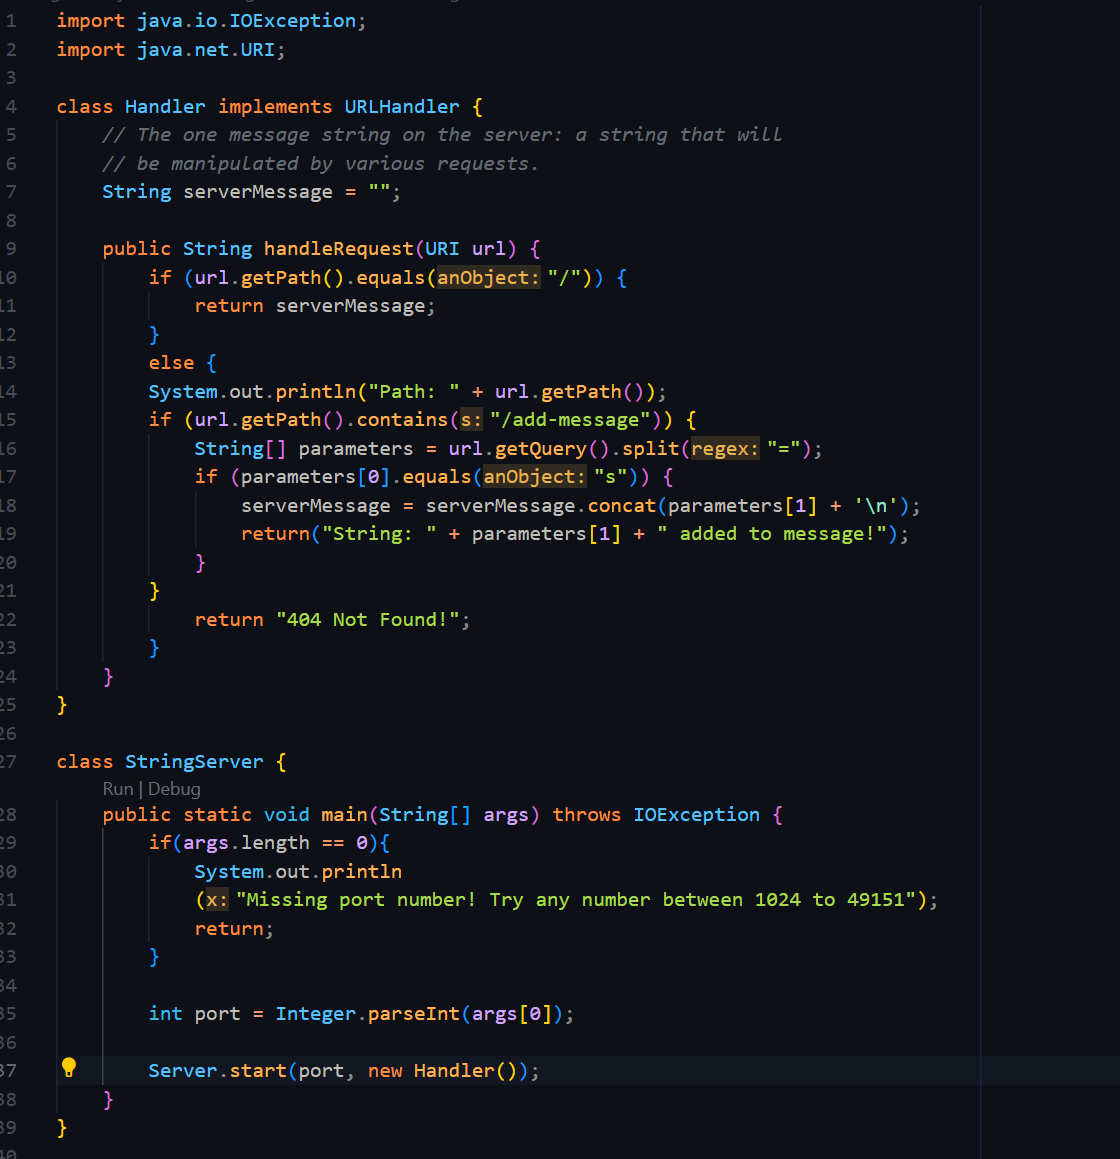 1 import java.io.IOException;
2 import java.net.URI;
3
4 class Handler implements URLHandler {
5 // The one message string on the server: a string that will
6 // be manipulated by various requests.
7 String serverMessage = "";
8
9 public String handleRequest(URI url) {
10 if (url.getPath().equals(anObject: "/")) {
11 return serverMessage;
12 }
13 else {
14 System.out.println("Path: " + url.getPath());
15 if (url.getPath().contains(s: "/add-message")) {
16 String[] parameters = url.getQuery().split(regex: "=");
17 if (parameters[0].equals(anObject: "s")) {
18 serverMessage = serverMessage.concat(parameters[1] + '\n');
19 return("String: " + parameters[1] + " added to message!");
20 }
21 }
22 return "404 Not Found!";
23 }
24 }
25 }
26
27 class StringServer {
Run | Debug
28 public static void main(String[] args) throws IOException {
29 if(args.length == 0){
30 System.out.println
31 (x: "Missing port number! Try any number between 1024 to 49151");
32 return;
33 }
34
35 int port = Integer.parseInt(args[0]);
36
37 Server.start(port, new Handler());
38 }
39 }
40